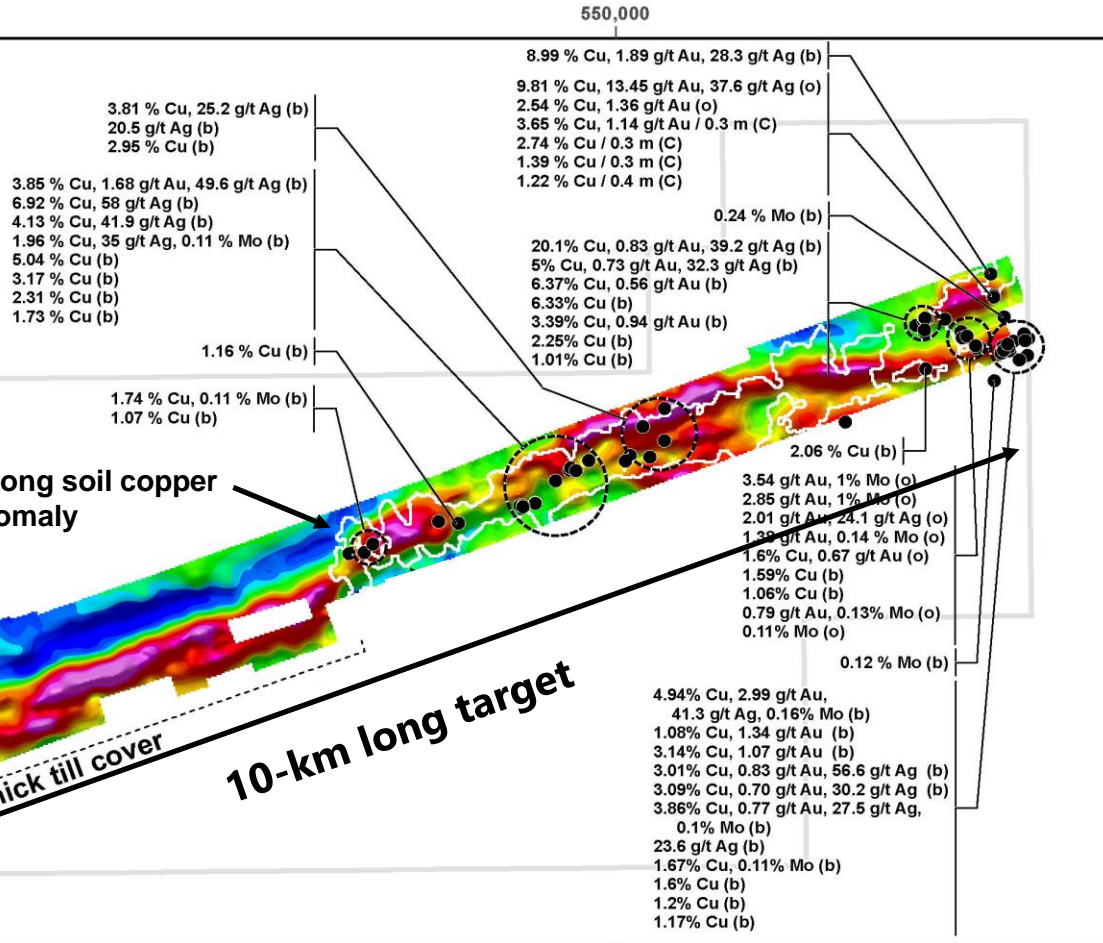 550,000
8.99 % Cu, 1.89 g/t Au, 28.3 g/t Ag (b)
9.81 % Cu, 13.45 g/t Au, 37.6 g/t Ag (o)
2.54 % Cu, 1.36 g/t Au (o)
3.65 % Cu, 1.14 g/t Au / 0.3 m (C)
2.74 % Cu / 0.3 m (C)
1.39 % Cu / 0.3 m (C)
1.22 % Cu / 0.4 m (C)
3.81 % Cu, 25.2 g/t Ag (b)
20.5 g/t Ag (b)
2.95 % Cu (b)
3.85 % Cu, 1.68 g/t Au, 49.6 g/t Ag (b)
6.92 % Cu, 58 g/t Ag (b)
4.13 % Cu, 41.9 g/t Ag (b)
1.96 % Cu, 35 g/t Ag, 0.11 % Mo (b)
5.04 % Cu (b)
3.17 % Cu (b)
2.31 % Cu (b)
1.73 % Cu (b)
0.24 % Mo (b)
20.1% Cu, 0.83 g/t Au, 39.2 g/t Ag (b)
5% Cu, 0.73 g/t Au, 32.3 g/t Ag (b)
6.37% Cu, 0.56 g/t Au (b)
6.33% Cu (b)
3.39% Cu, 0.94 g/t Au (b)
2.25% Cu (b)
1.01% Cu (b)
1.16 % Cu (b)
1.74 % Cu, 0.11 % Mo (b)
1.07 % Cu (b)
ong soil copper
omaly
2.06 % Cu (b)
3.54 g/t Au, 1% Mo (o)
2.85 g/t Au, 1% Mo (o)
2.01 g/t Au, 24.1 g/t Ag (o)
1.38 g/t Au, 0.14 % Mo (o)
1.6% Cu, 0.67 g/t Au (o)
1.59% Cu (b)
1.06% Cu (b)
0.79 g/t Au, 0.13% Mo (o)
0.11% Mo (o)
0.12 % Mo (b)
10-km long target
ick till cover
4.94% Cu, 2.99 g/t Au,
41.3 g/t Ag, 0.16% Mo (b)
1.08% Cu, 1.34 g/t Au (b)
3.14% Cu, 1.07 g/t Au (b)
3.01% Cu, 0.83 g/t Au, 56.6 g/t Ag (b)
3.09% Cu, 0.70 g/t Au, 30.2 g/t Ag (b)
3.86% Cu, 0.77 g/t Au, 27.5 g/t Ag,
0.1% Mo (b)
23.6 g/t Ag (b)
1.67% Cu, 0.11% Mo (b)
1.6% Cu (b)
1.2% Cu (b)
1.17% Cu (b)